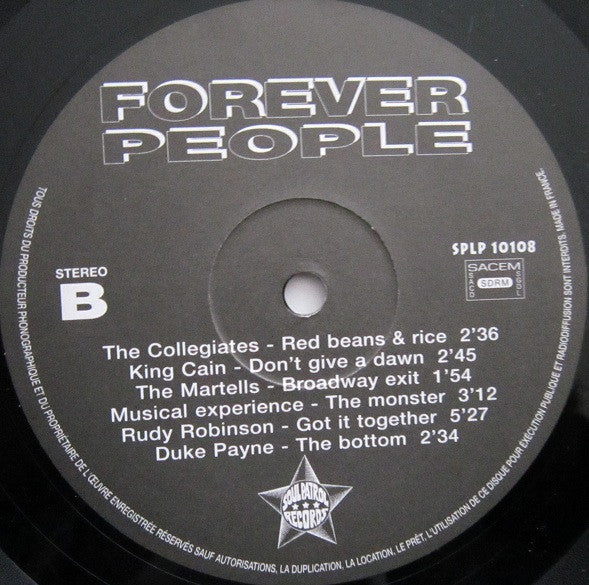 FOREVER
PEOPLE
SPLP 10108
STEREO
B
SACEM
SACD
SDRM
SGDL
The Collegiates - Red beans & rice 2'36
King Cain - Don't give a dawn 2'45
The Martells - Broadway exit 1'54
Musical experience - The monster 3'12
Rudy Robinson - Got it together 5'27
Duke Payne - The bottom 2'34
SOUL PATROL
RECORDS
TOUS DROITS DU PRODUCTEUR PHONOGRAPHIQUE ET DU PROPRIETAIRE DE L'ŒUVRE ENREGISTRÉE RÉSERVÉS SAUF AUTORISATIONS, LA DUPLICATION, LA LOCATION, LE PRÊT, L'UTILISATION DE CE DISQUE POUR EXÉCUTION PUBLIQUE ET RADIODIFFUSION SONT INTERDITS. MADE IN FRANCE.